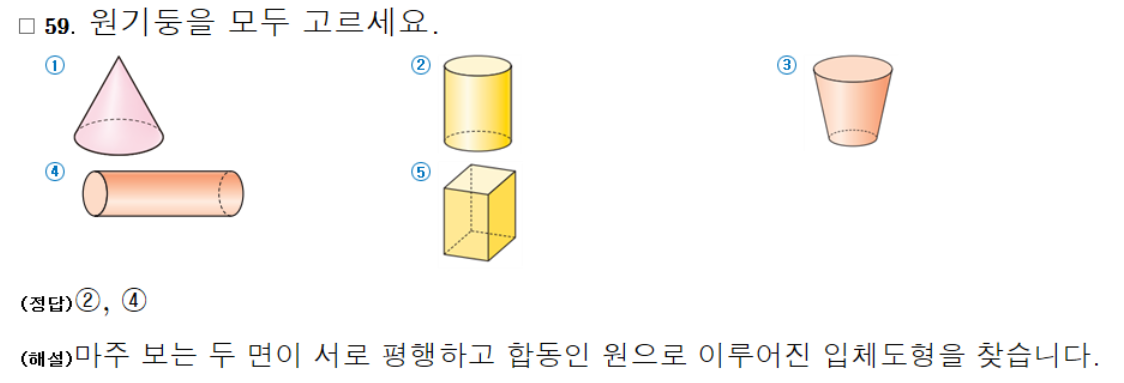 □ 59. 원기둥을 모두 고르세요.
① ② ③
④ ⑤
(정답)②, ④
(해설)마주 보는 두 면이 서로 평행하고 합동인 원으로 이루어진 입체도형을 찾습니다.